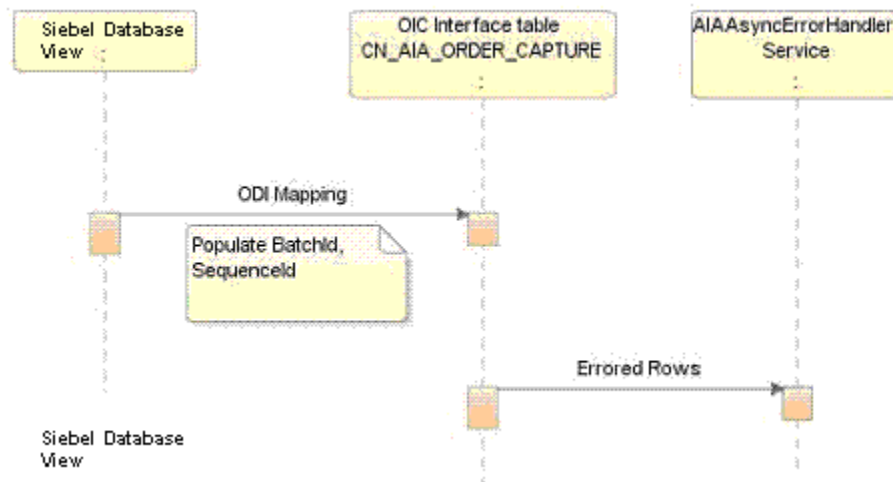 Siebel Database
View
OIC Interface table
CN_AIA_ORDER_CAPTURE
AIAAsyncErrorHandler
Service
ODI Mapping
Populate BatchId,
SequenceId
Errored Rows
Siebel Database
View